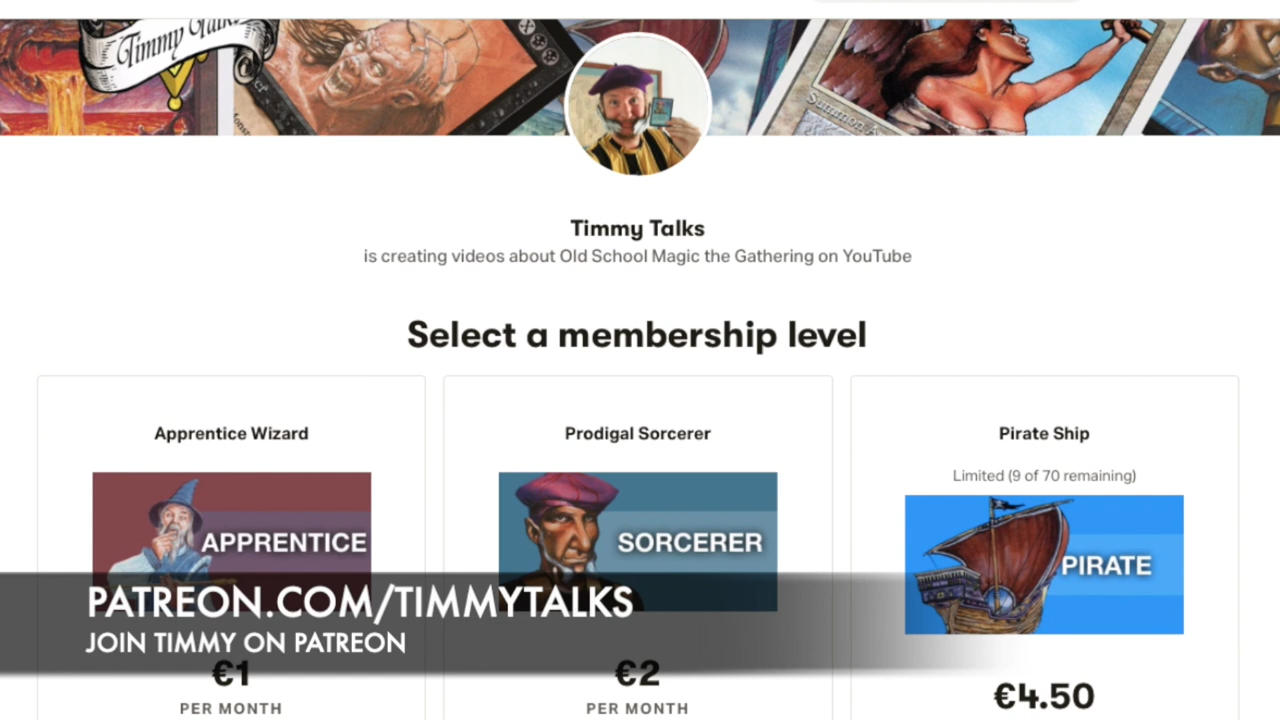 Timmy Talks
Summon A
Timmy Talks
is creating videos about Old School Magic the Gathering on YouTube
Select a membership level
Apprentice Wizard
Prodigal Sorcerer
Pirate Ship
Limited (9 of 70 remaining)
APPRENTICE
SORCERER
PIRATE
PATREON.COM/TIMMYTALKS
JOIN TIMMY ON PATREON
€1
€2
€4.50
PER MONTH
PER MONTH